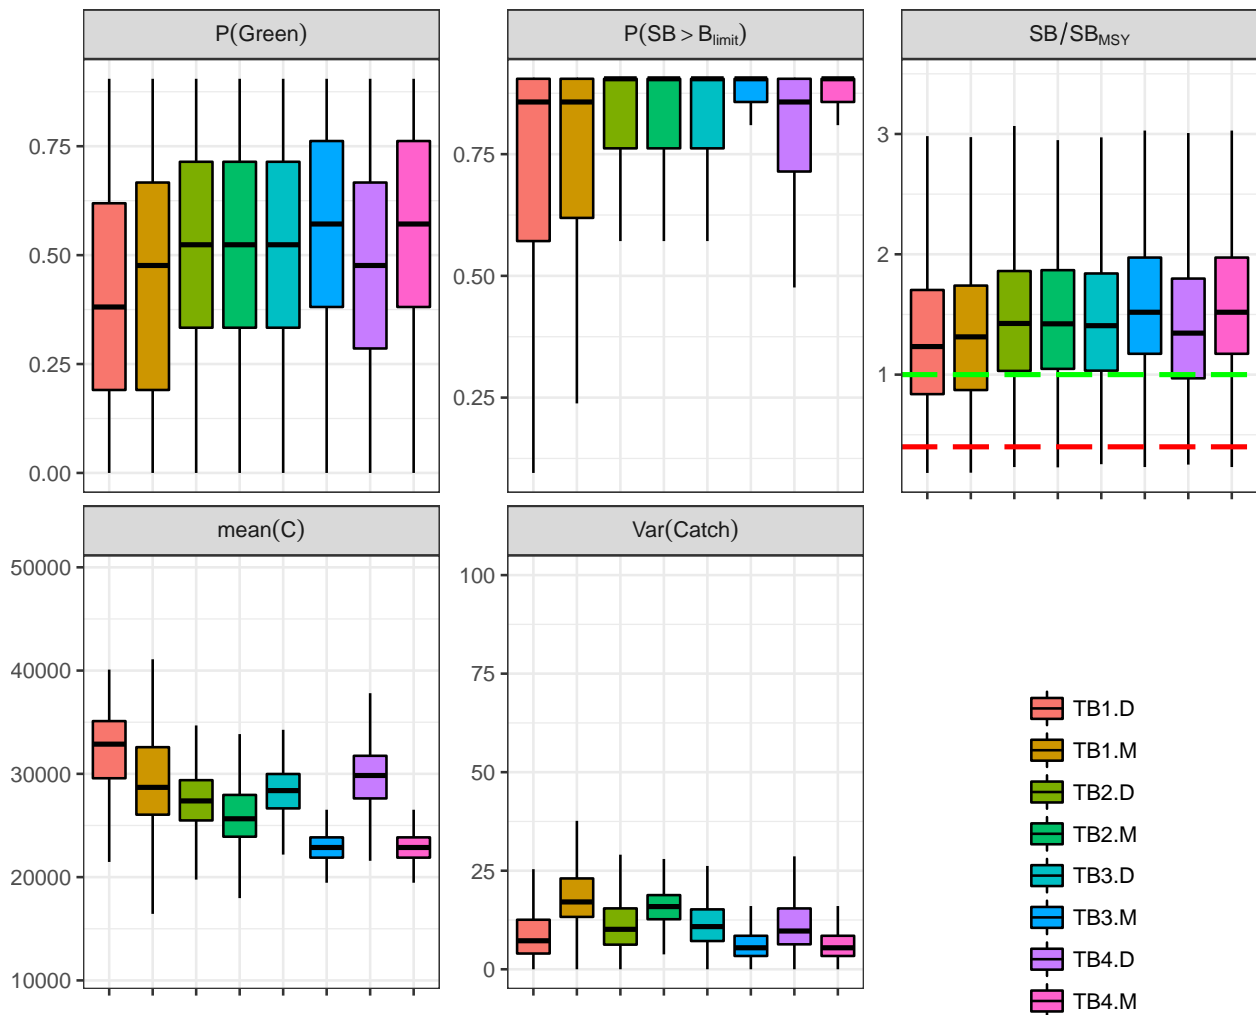 P(Green)
P(SB > B_limit)
SB/SB_MSY
0.75
0.50
0.25
0.00
0.75
0.50
0.25
3
2
1
mean(C)
Var(Catch)
50000
40000
30000
20000
10000
100
75
50
25
0
TB1.D
TB1.M
TB2.D
TB2.M
TB3.D
TB3.M
TB4.D
TB4.M